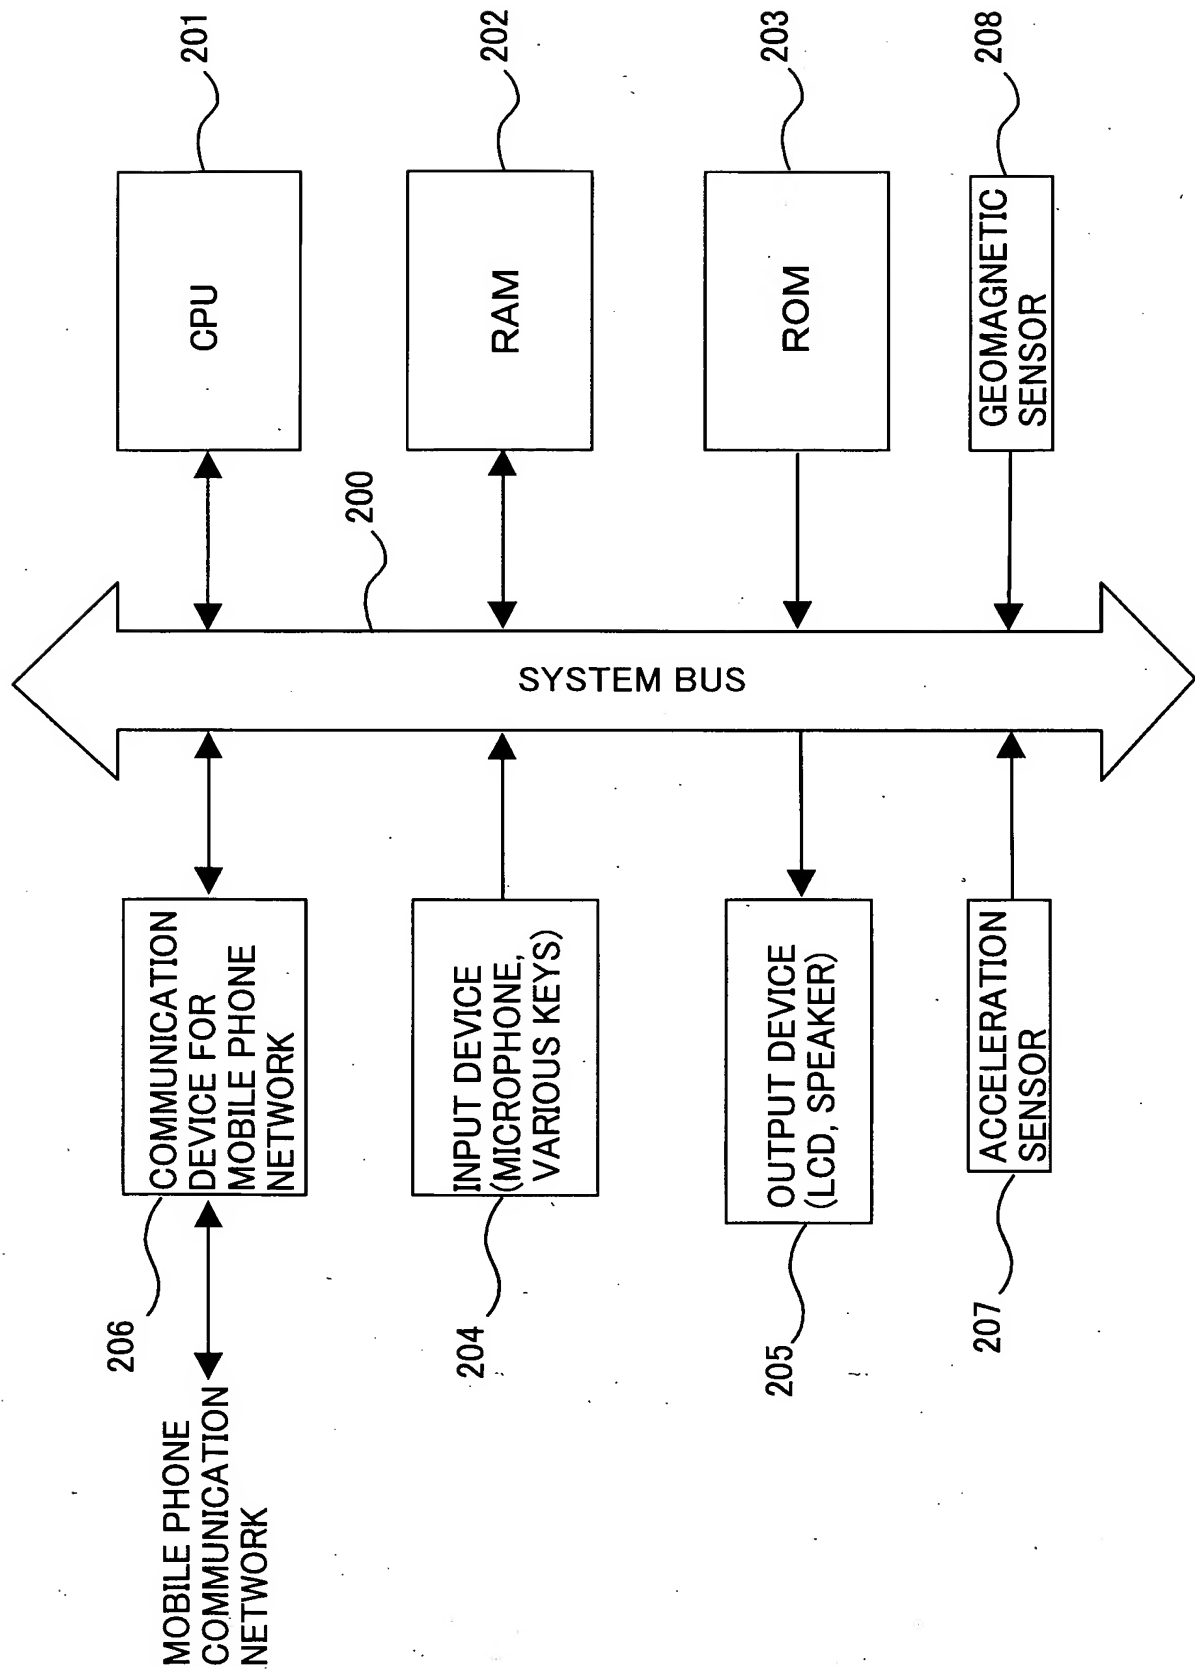 201
CPU
202
RAM
203
ROM
208
GEOMAGNETIC
SENSOR
200
SYSTEM BUS
COMMUNICATION
DEVICE FOR
MOBILE PHONE
NETWORK
206
MOBILE PHONE
COMMUNICATION
NETWORK
INPUT DEVICE
(MICROPHONE,
VARIOUS KEYS)
204
OUTPUT DEVICE
(LCD, SPEAKER)
205
ACCELERATION
SENSOR
207